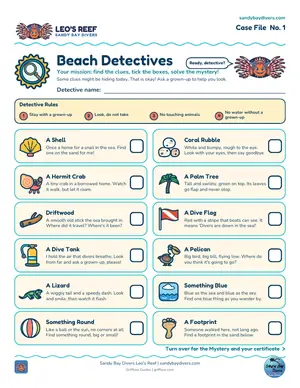 sandybaydivers.com
LEO'S REEF
SANDY BAY DIVERS
Case File No. 1
Beach Detectives
Ready, detective?
Your mission: find the clues, tick the boxes, solve the mystery!
Some clues might be hiding today. That is okay! Ask a grown-up to help you look.
Detective name:
Detective Rules
1 Stay with a grown-up
2 Look, do not take
3 No touching animals
4 No water without a grown-up
A Shell
Once a home for a snail in the sea. Find
one on the sand for me!
Coral Rubble
White and bumpy, rough to the eye.
Look with your eyes, then say goodbye.
A Hermit Crab
A tiny crab in a borrowed home. Watch
it walk, but let it roam.
A Palm Tree
Tall and swishy, green on top. Its leaves
go flap and never stop.
Driftwood
A smooth old stick the sea brought in.
Where did it travel? Where's it been?
A Dive Flag
Red with a stripe that boats can see. It means
'Divers are down in the sea!'
A Dive Tank
I hold the air that divers breathe. Look
from far and ask a grown-up, please!
A Pelican
Big bird, big bill, flying low. Where do
you think it's going to go?
A Lizard
A wiggly tail and a speedy dash. Look
and smile, then watch it flash.
Something Blue
Blue as the sea and blue as the sky.
Find one blue thing as you wander by.
Something Round
Like a ball or the sun, no corners at all.
Find something round, big or small!
A Footprint
Someone walked here, not long ago.
Find a footprint in the sand below.
Turn over for the Mystery and your certificate >
Sandy Bay Divers Leo's Reef | sandybaydivers.com